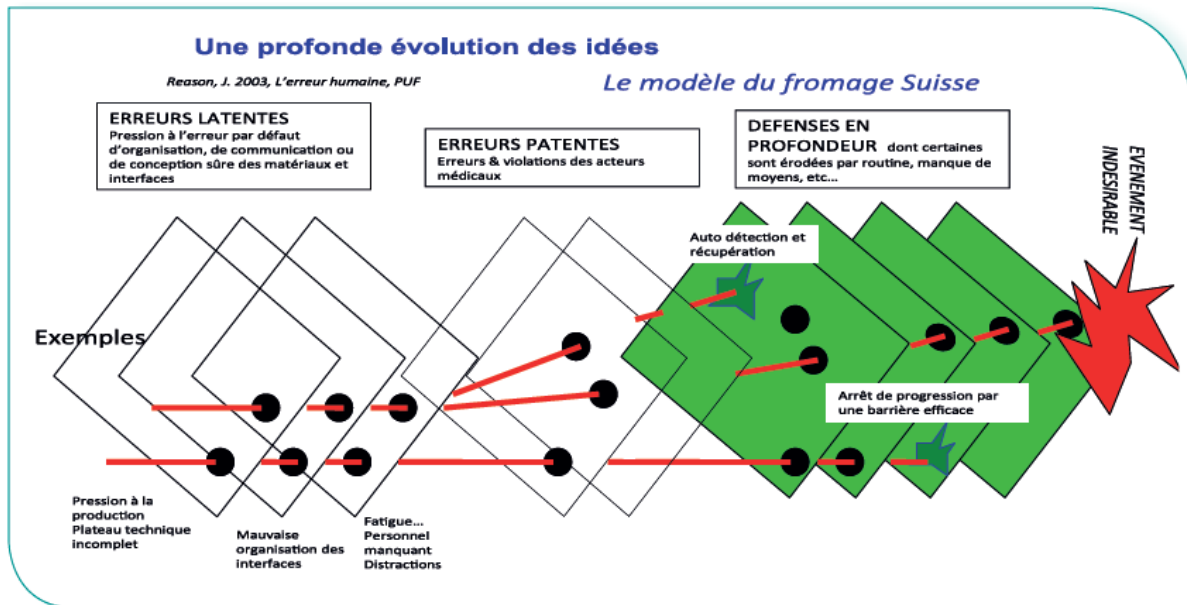 Une profonde évolution des idées
Reason, J. 2003, L'erreur humaine, PUF
Le modèle du fromage Suisse
ERREURS LATENTES
Pression à l'erreur par défaut
d'organisation, de communication ou
de conception sûre des matériaux et
interfaces
ERREURS PATENTES
Erreurs & violations des acteurs
médicaux
DEFENSES EN
PROFONDEUR dont certaines
sont érodées par routine, manque de
moyens, etc...
EVENEMENT
INDESIRABLE
Auto détection et
récupération
Exemples
Arrêt de progression par
une barrière efficace
Pression à la
production
Plateau technique
incomplet
Mauvaise
organisation des
interfaces
Fatigue...
Personnel
manquant
Distractions